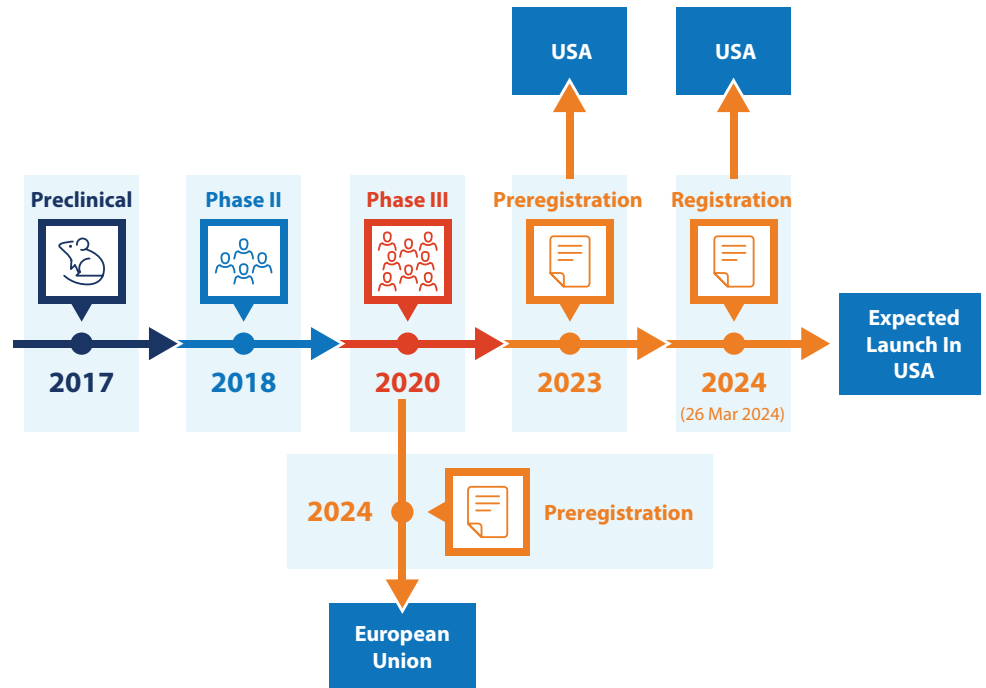 USA
USA
Preclinical
Phase II
Phase III
Preregistration
Registration
2017
2018
2020
2023
2024
(26 Mar 2024)
Expected
Launch In
USA
2024
Preregistration
European
Union